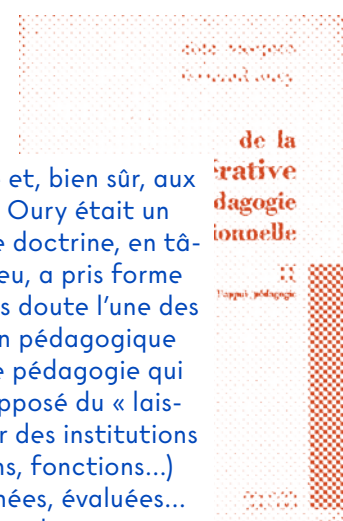 de la
rative
dagogie
ionnelle
et, bien sûr, aux
Oury était un
e doctrine, en tâ-
eu, a pris forme
s doute l'une des
n pédagogique
e pédagogie qui
pposé du « lais-
r des institutions
ns, fonctions...)
nées, évaluées...